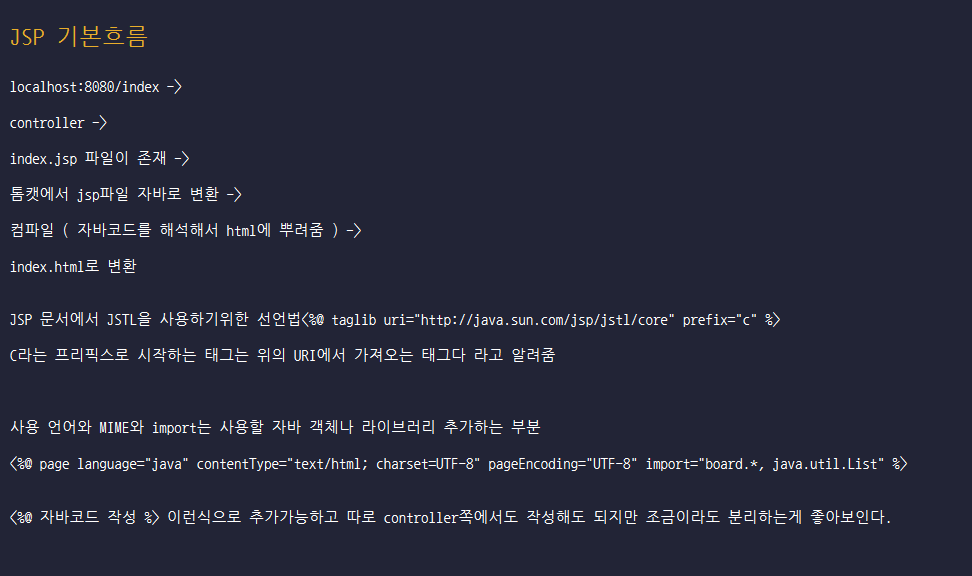 JSP 기본흐름
localhost:8080/index ->
controller ->
index.jsp 파일이 존재 ->
톰캣에서 jsp파일 자바로 변환 ->
컴파일 ( 자바코드를 해석해서 html에 뿌려줌 ) ->
index.html로 변환
JSP 문서에서 JSTL을 사용하기위한 선언법<%@ taglib uri="http://java.sun.com/jsp/jstl/core" prefix="c" %>
C라는 프리픽스로 시작하는 태그는 위의 URI에서 가져오는 태그다 라고 알려줌
사용 언어와 MIME와 import는 사용할 자바 객체나 라이브러리 추가하는 부분
<%@ page language="java" contentType="text/html; charset=UTF-8" pageEncoding="UTF-8" import="board.*, java.util.List" %>
<%@ 자바코드 작성 %> 이런식으로 추가가능하고 따로 controller쪽에서도 작성해도 되지만 조금이라도 분리하는게 좋아보인다.